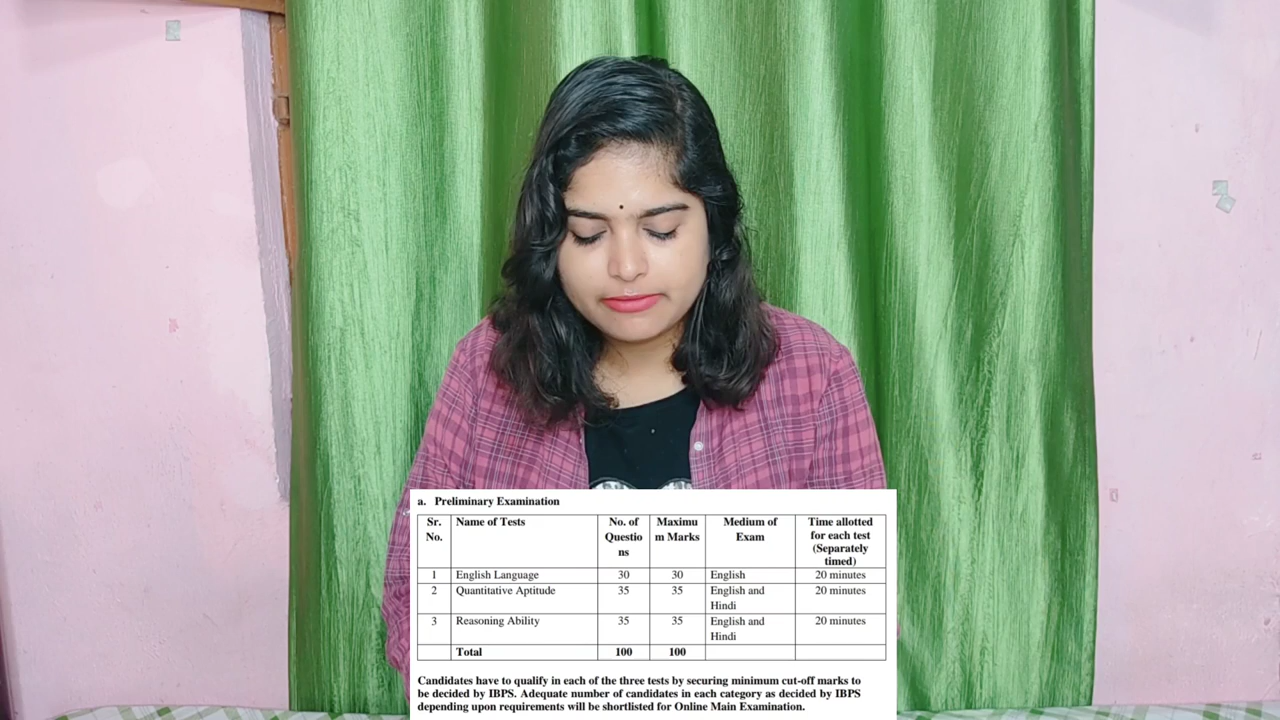 a. Preliminary Examination
Sr. No. Name of Tests No. of Questio ns Maximu m Marks Medium of Exam Time allotted for each test (Separately timed)
1 English Language 30 30 English 20 minutes
2 Quantitative Aptitude 35 35 English and Hindi 20 minutes
3 Reasoning Ability 35 35 English and Hindi 20 minutes
Total 100 100
Candidates have to qualify in each of the three tests by securing minimum cut-off marks to
be decided by IBPS. Adequate number of candidates in each category as decided by IBPS
depending upon requirements will be shortlisted for Online Main Examination.